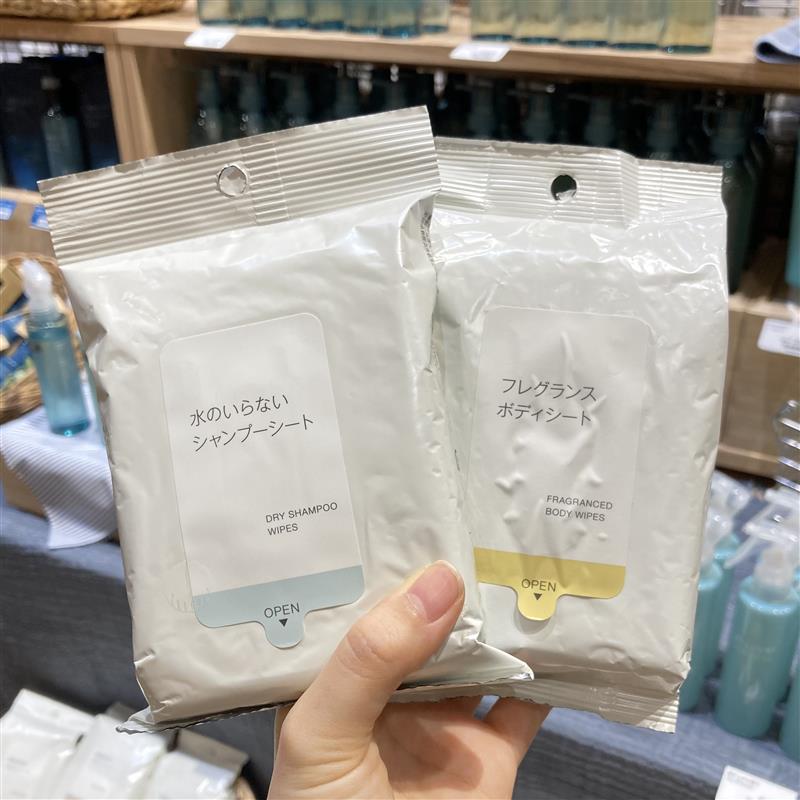 水のいらない
シャンプーシート
DRY SHAMPOO
WIPES
OPEN
フレグランス
ボディシート
FRAGRANCED
BODY WIPES
OPEN